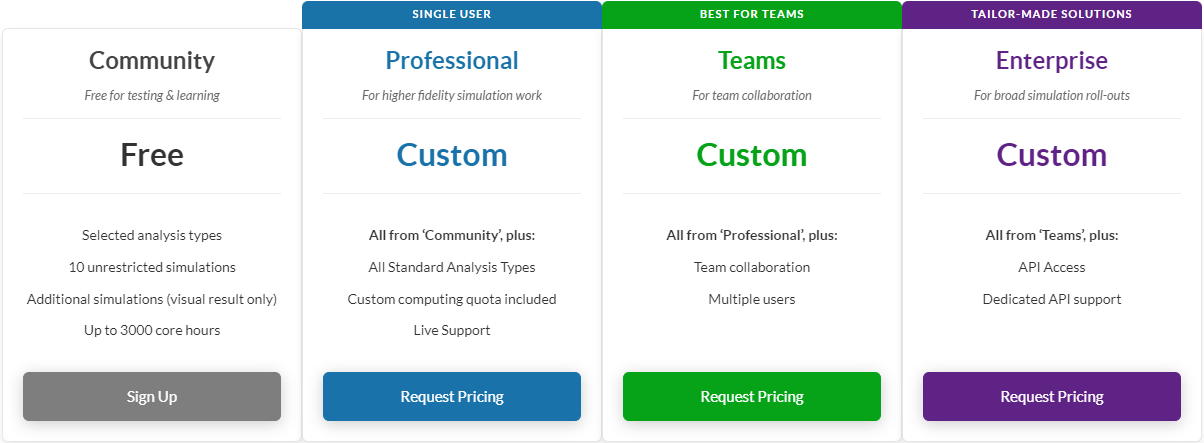 Community
Free for testing & learning
Free
Selected analysis types
10 unrestricted simulations
Additional simulations (visual result only)
Up to 3000 core hours
Sign Up
SINGLE USER
Professional
For higher fidelity simulation work
Custom
All from ‘Community’, plus:
All Standard Analysis Types
Custom computing quota included
Live Support
Request Pricing
BEST FOR TEAMS
Teams
For team collaboration
Custom
All from ‘Professional’, plus:
Team collaboration
Multiple users
Request Pricing
TAILOR-MADE SOLUTIONS
Enterprise
For broad simulation roll-outs
Custom
All from ‘Teams’, plus:
API Access
Dedicated API support
Request Pricing